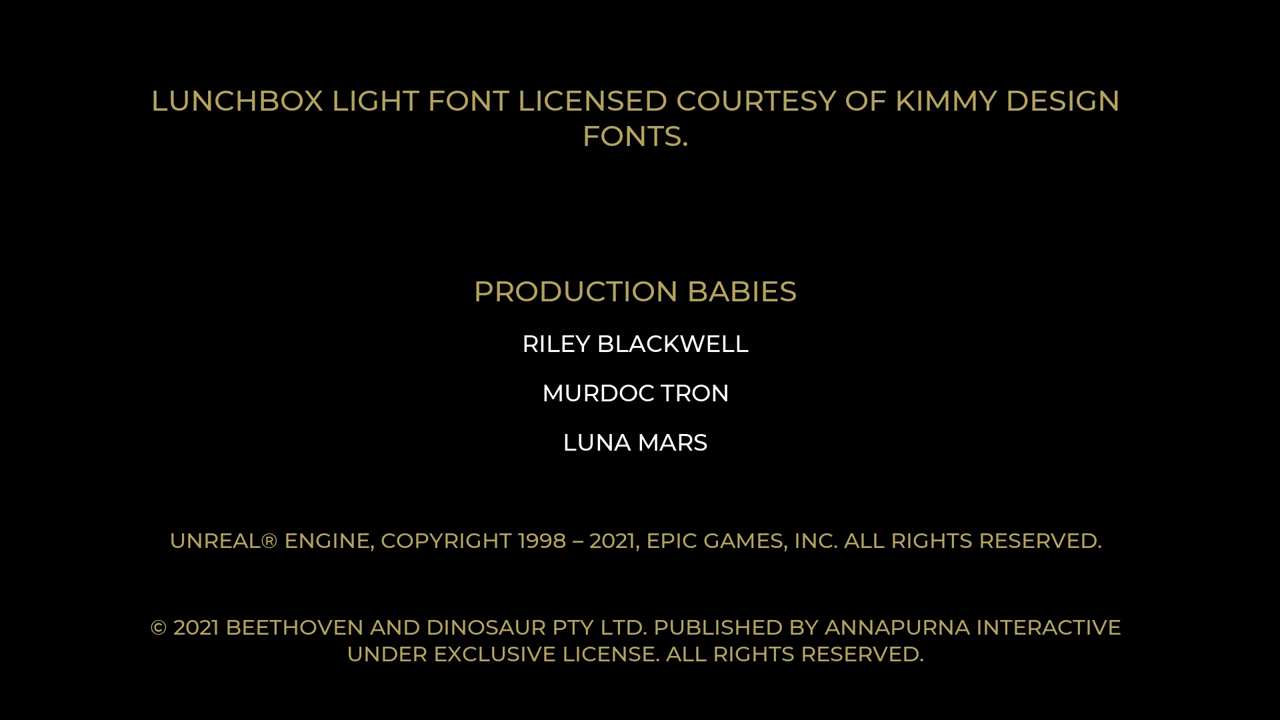 LUNCHBOX LIGHT FONT LICENSED COURTESY OF KIMMY DESIGN
FONTS.
PRODUCTION BABIES
RILEY BLACKWELL
MURDOC TRON
LUNA MARS
UNREAL® ENGINE, COPYRIGHT 1998 – 2021, EPIC GAMES, INC. ALL RIGHTS RESERVED.
© 2021 BEETHOVEN AND DINOSAUR PTY LTD. PUBLISHED BY ANNAPURNA INTERACTIVE
UNDER EXCLUSIVE LICENSE. ALL RIGHTS RESERVED.